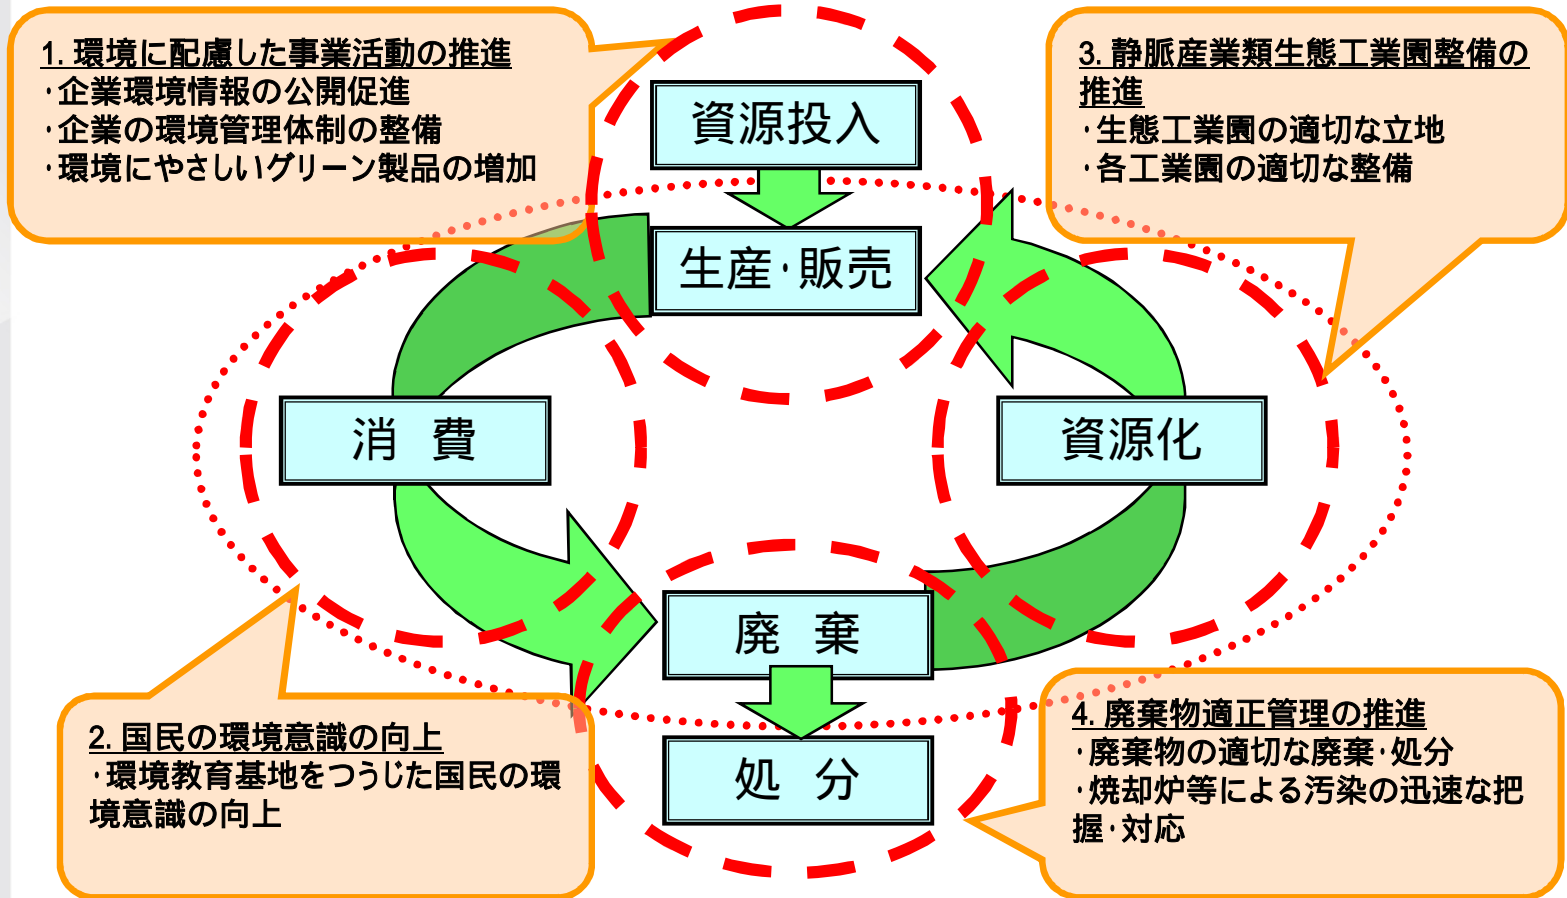 1. 環境に配慮した事業活動の推進
・企業環境情報の公開促進
・企業の環境管理体制の整備
・環境にやさしいグリーン製品の増加
3. 静脈産業類生態工業園整備の
推進
・生態工業園の適切な立地
・各工業園の適切な整備
資源投入
生産・販売
消 費
資源化
廃 棄
処 分
2. 国民の環境意識の向上
・環境教育基地をつうじた国民の環
境意識の向上
4. 廃棄物適正管理の推進
・廃棄物の適切な廃棄・処分
・焼却炉等による汚染の迅速な把
握・対応